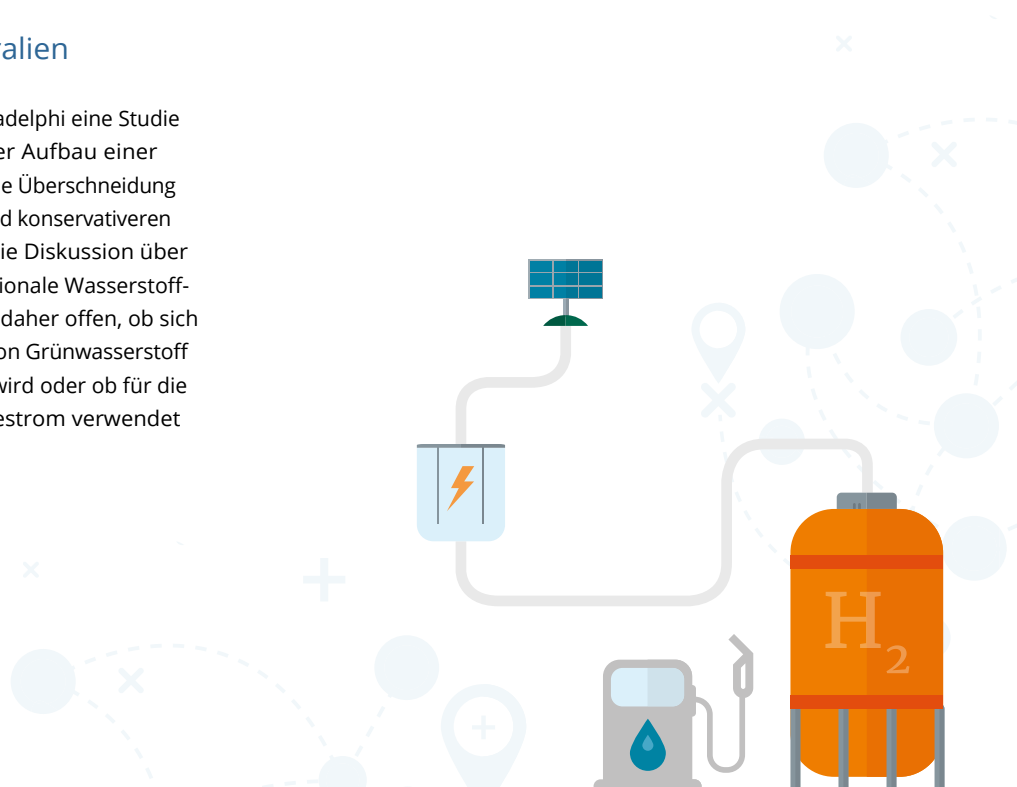 alien
adelphi eine Studie
er Aufbau einer
e Überschneidung
d konservativeren
ie Diskussion über
ionale Wasserstoff-
daher offen, ob sich
on Grünwasserstoff
wird oder ob für die
estrom verwendet
H₂